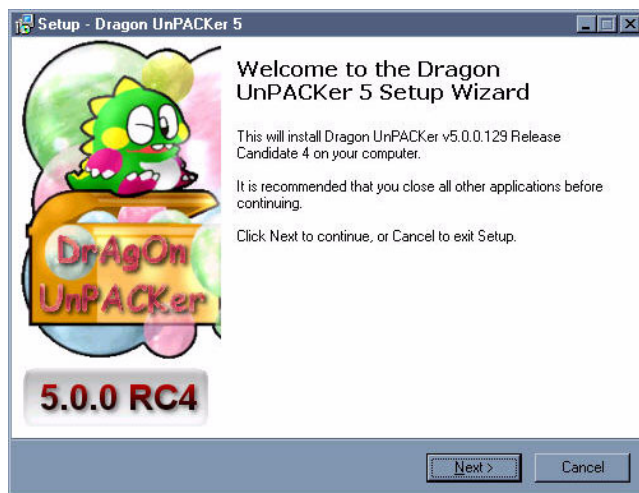 Setup - Dragon UnPACKer 5
Welcome to the Dragon
UnPACKer 5 Setup Wizard
This will install Dragon UnPACKer v5.0.0.129 Release
Candidate 4 on your computer.
It is recommended that you close all other applications before
continuing.
Click Next to continue, or Cancel to exit Setup.
DrAgOn
UnPACKer
5.0.0 RC4
Next >
Cancel